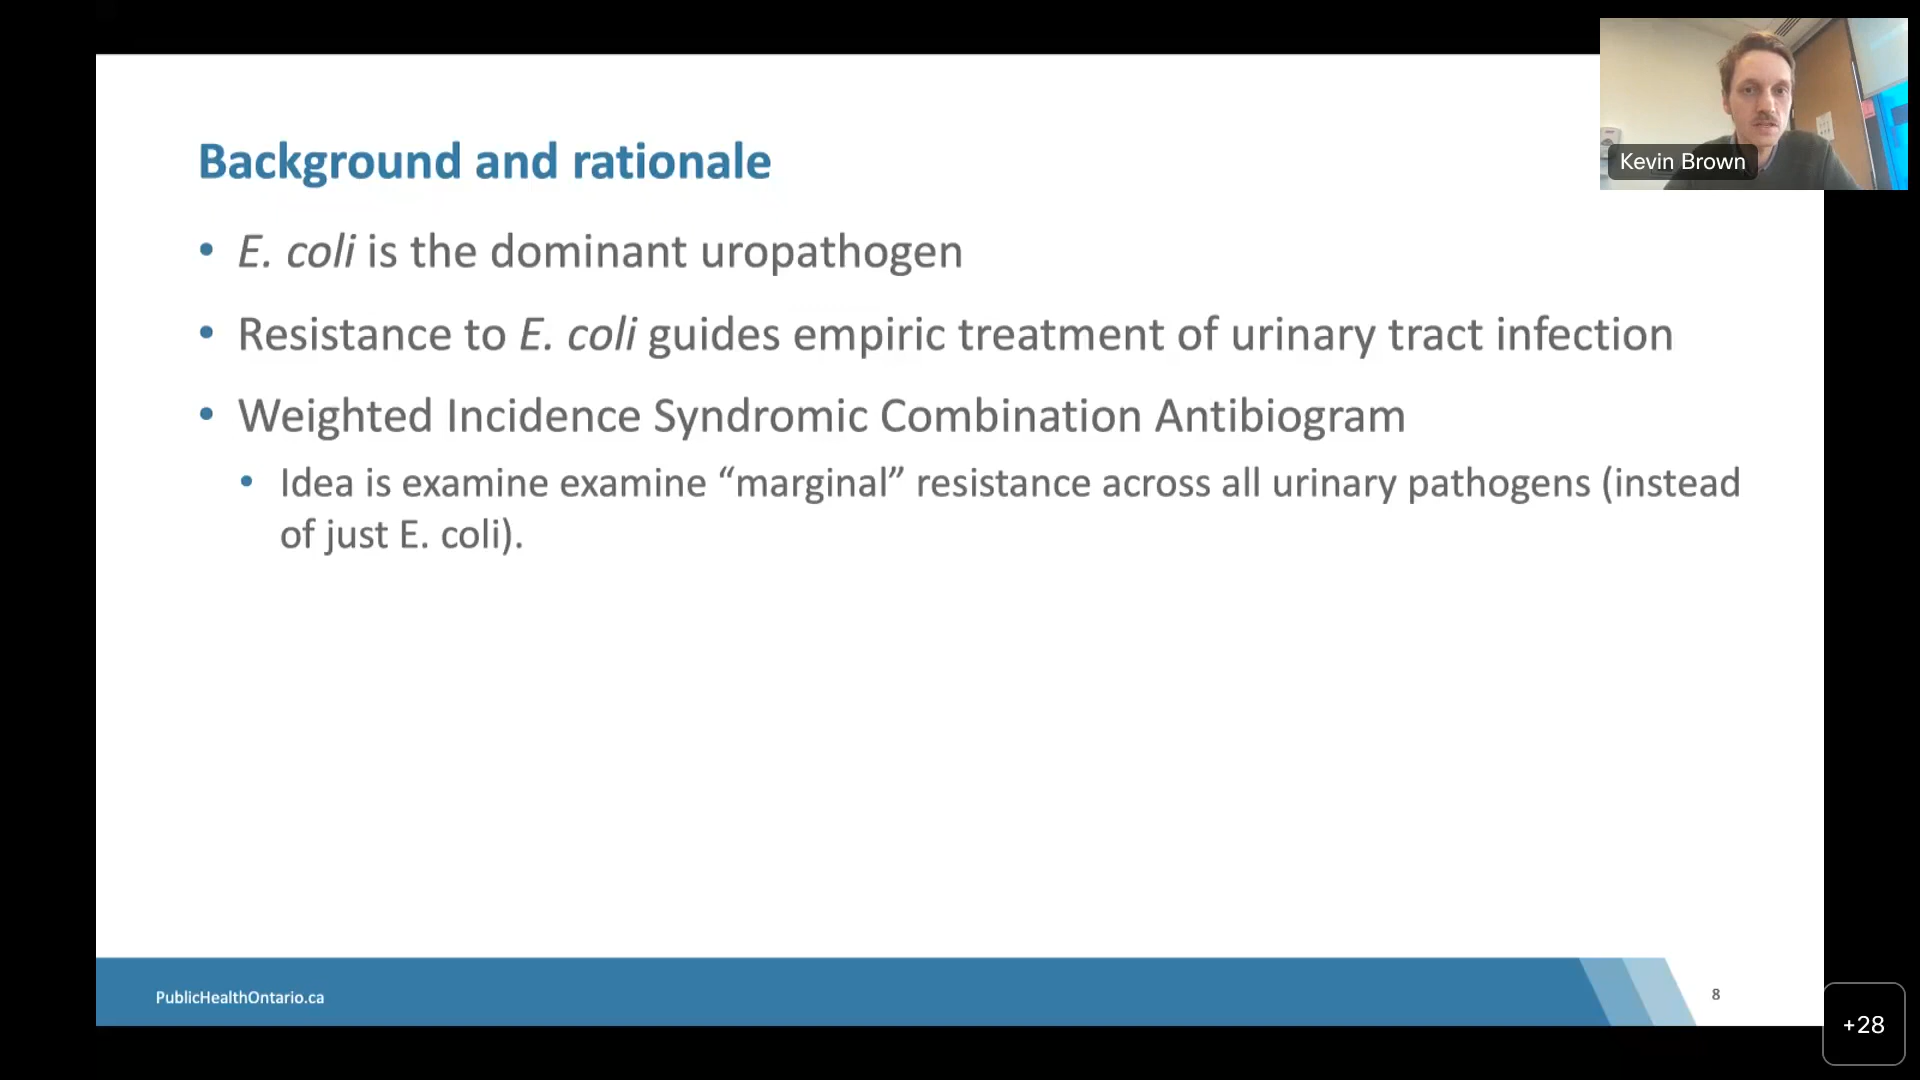 Kevin Brown
Background and rationale
• E. coli is the dominant uropathogen
• Resistance to E. coli guides empiric treatment of urinary tract infection
• Weighted Incidence Syndromic Combination Antibiogram
• Idea is examine examine “marginal” resistance across all urinary pathogens (instead
of just E. coli).
PublicHealthOntario.ca
8
+28